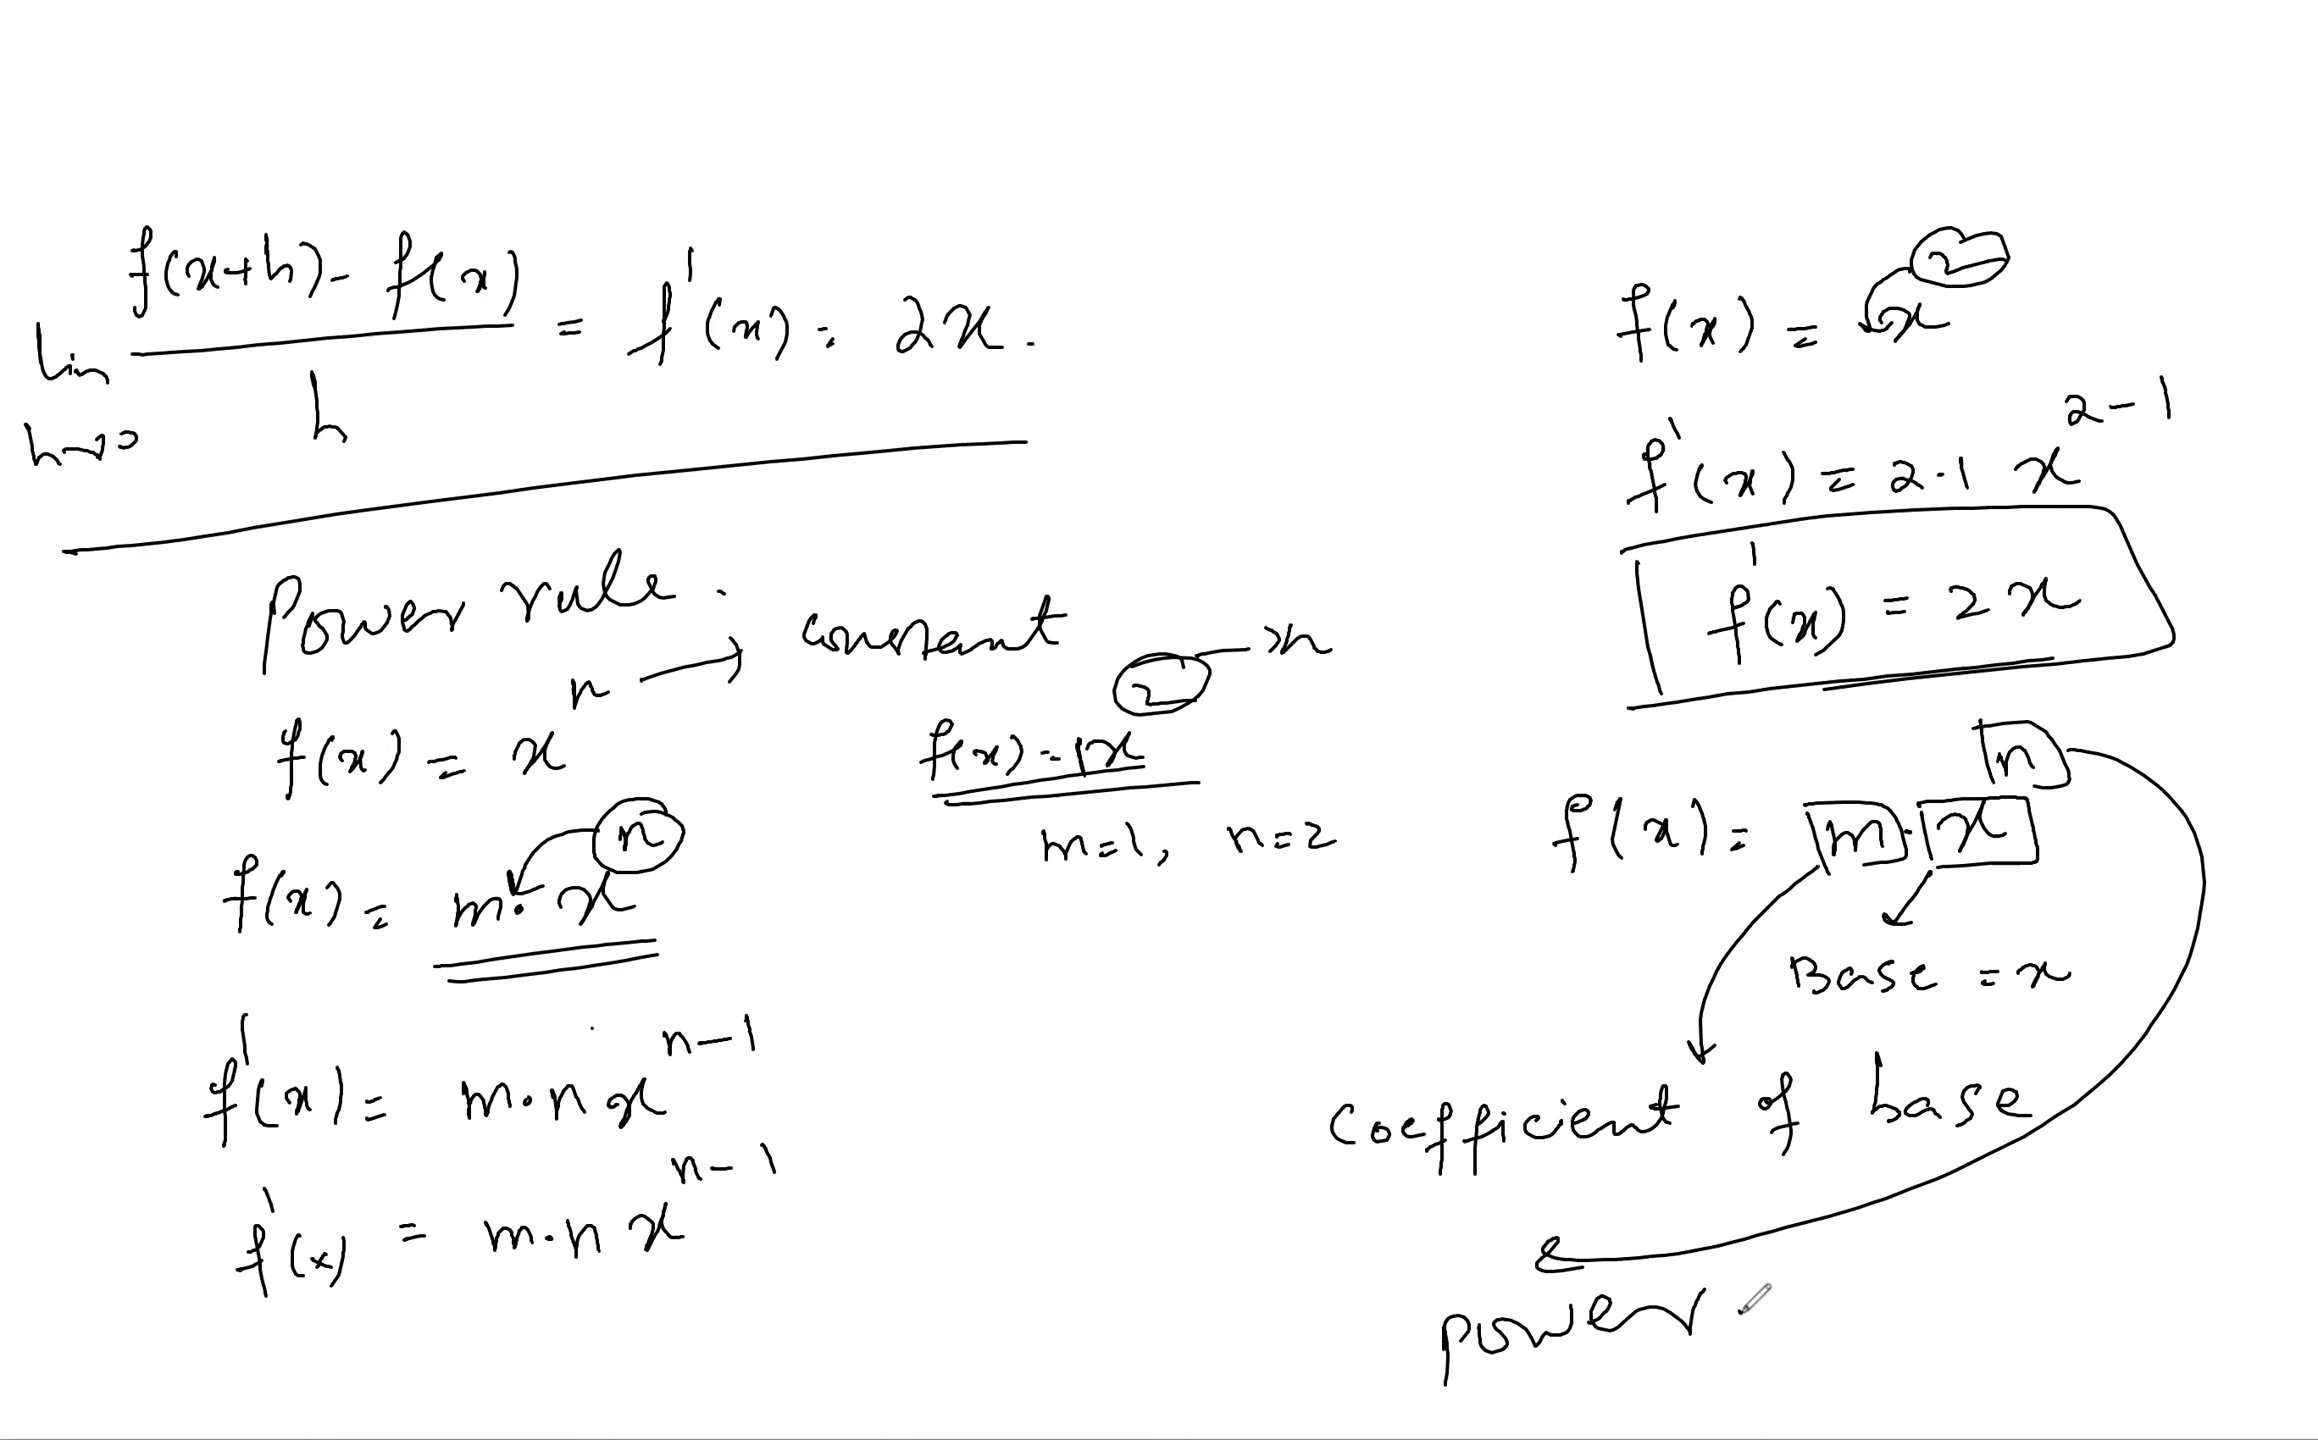 lim h→0 f(x+h) - f(x) / h = f'(x) = 2x.
Power rule.
f(x) = x^n → constant
f(x) = m·x^n
f'(x) = m·n x^{n-1}
f'(x) = m·n x^{n-1}
f(x) = 1x^2 → n
m=1, n=2
f(x) = x^2
f'(x) = 2·1 x^{2-1}
f'(x) = 2x
f(x) = m·x^n
Base = x
Coefficient of base
power